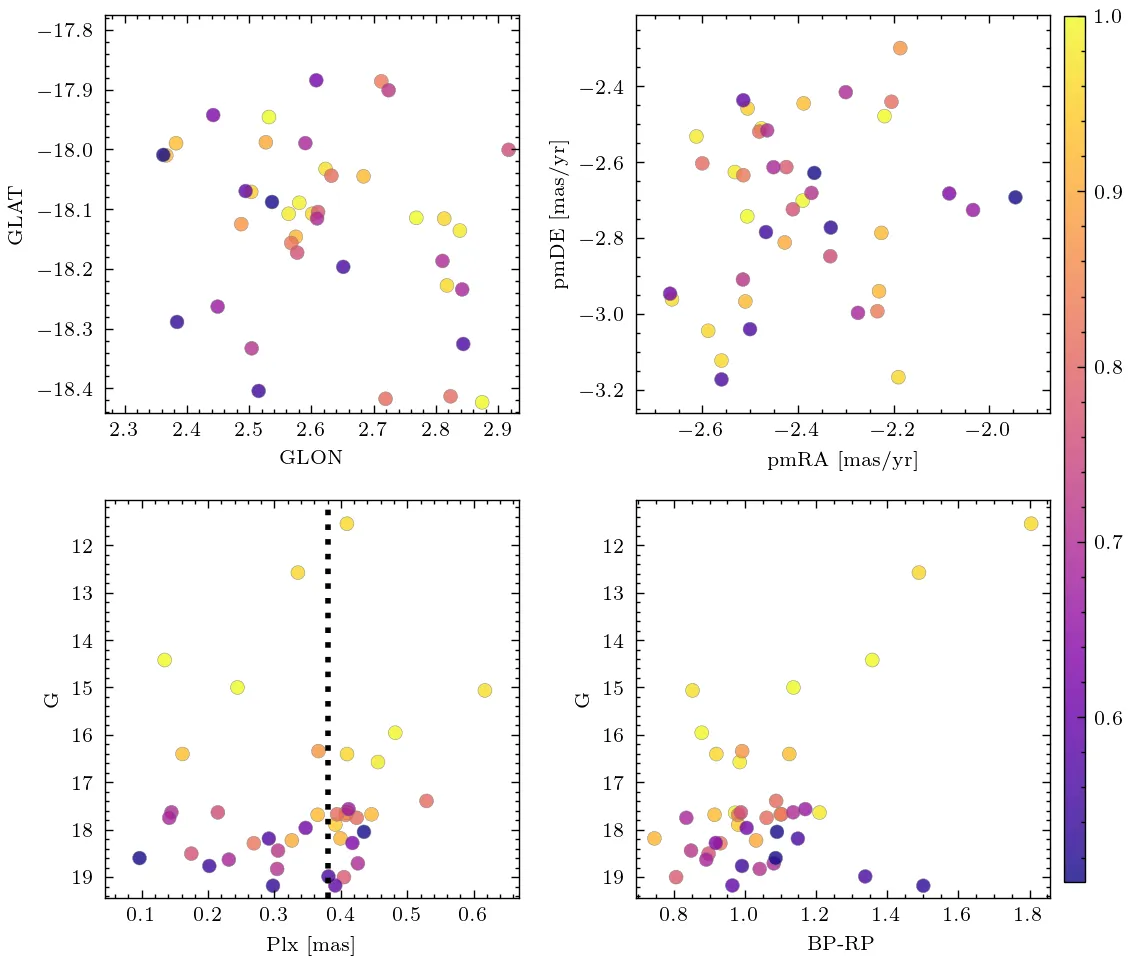 −17.8
−17.9
−18.0
−18.1
−18.2
−18.3
−18.4
GLAT
2.3 2.4 2.5 2.6 2.7 2.8 2.9
GLON
−2.4
−2.6
−2.8
−3.0
−3.2
pmDE [mas/yr]
−2.6 −2.4 −2.2 −2.0
pmRA [mas/yr]
12
13
14
15
16
17
18
19
G
0.1 0.2 0.3 0.4 0.5 0.6
Plx [mas]
12
13
14
15
16
17
18
19
G
0.8 1.0 1.2 1.4 1.6 1.8
BP-RP
1.0
0.9
0.8
0.7
0.6